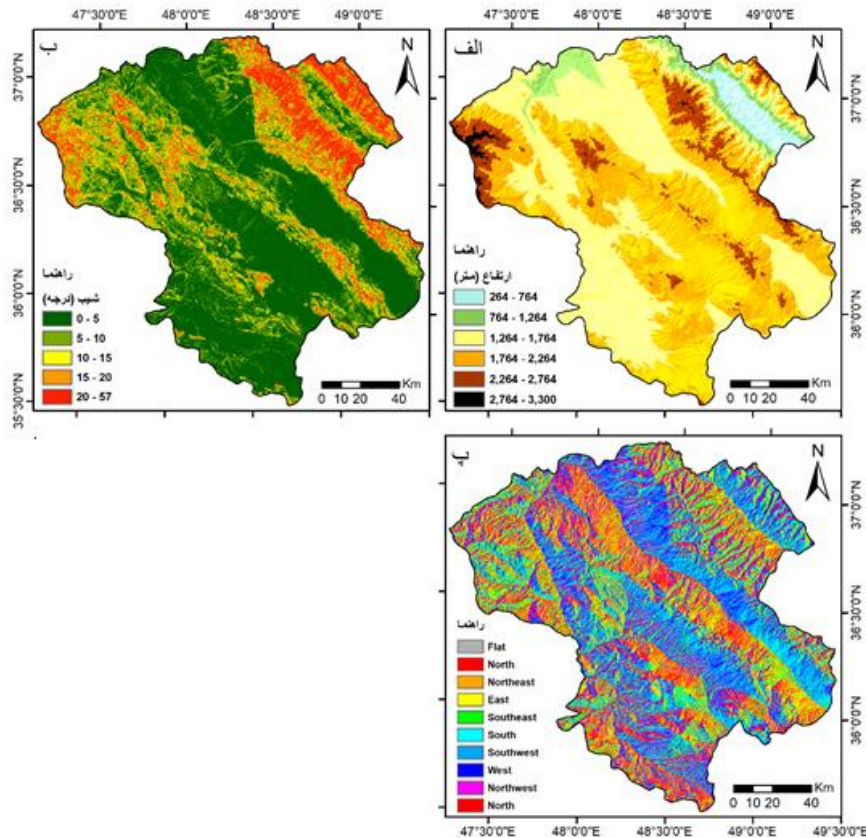 47°30'0"E 48°0'0"E 48°30'0"E 49°0'0"E
ب
N
37°0'0"N
36°30'0"N
36°0'0"N
35°30'0"N
راهنما
شیب (درجه)
0 - 5
5 - 10
10 - 15
15 - 20
20 - 57
Km
0 10 20 40
47°30'0"E 48°0'0"E 48°30'0"E 49°0'0"E
الف
N
37°0'0"N
36°30'0"N
36°0'0"N
راهنما
ارتفاع (متر)
264 - 764
764 - 1,264
1,264 - 1,764
1,764 - 2,264
2,264 - 2,764
2,764 - 3,300
Km
0 10 20 40
N
37°0'0"N
36°30'0"N
36°0'0"N
راهنما
Flat
North
Northeast
East
Southeast
South
Southwest
West
Northwest
North
Km
0 10 20 40
47°30'0"E 48°0'0"E 48°30'0"E 49°0'0"E 49°30'0"E